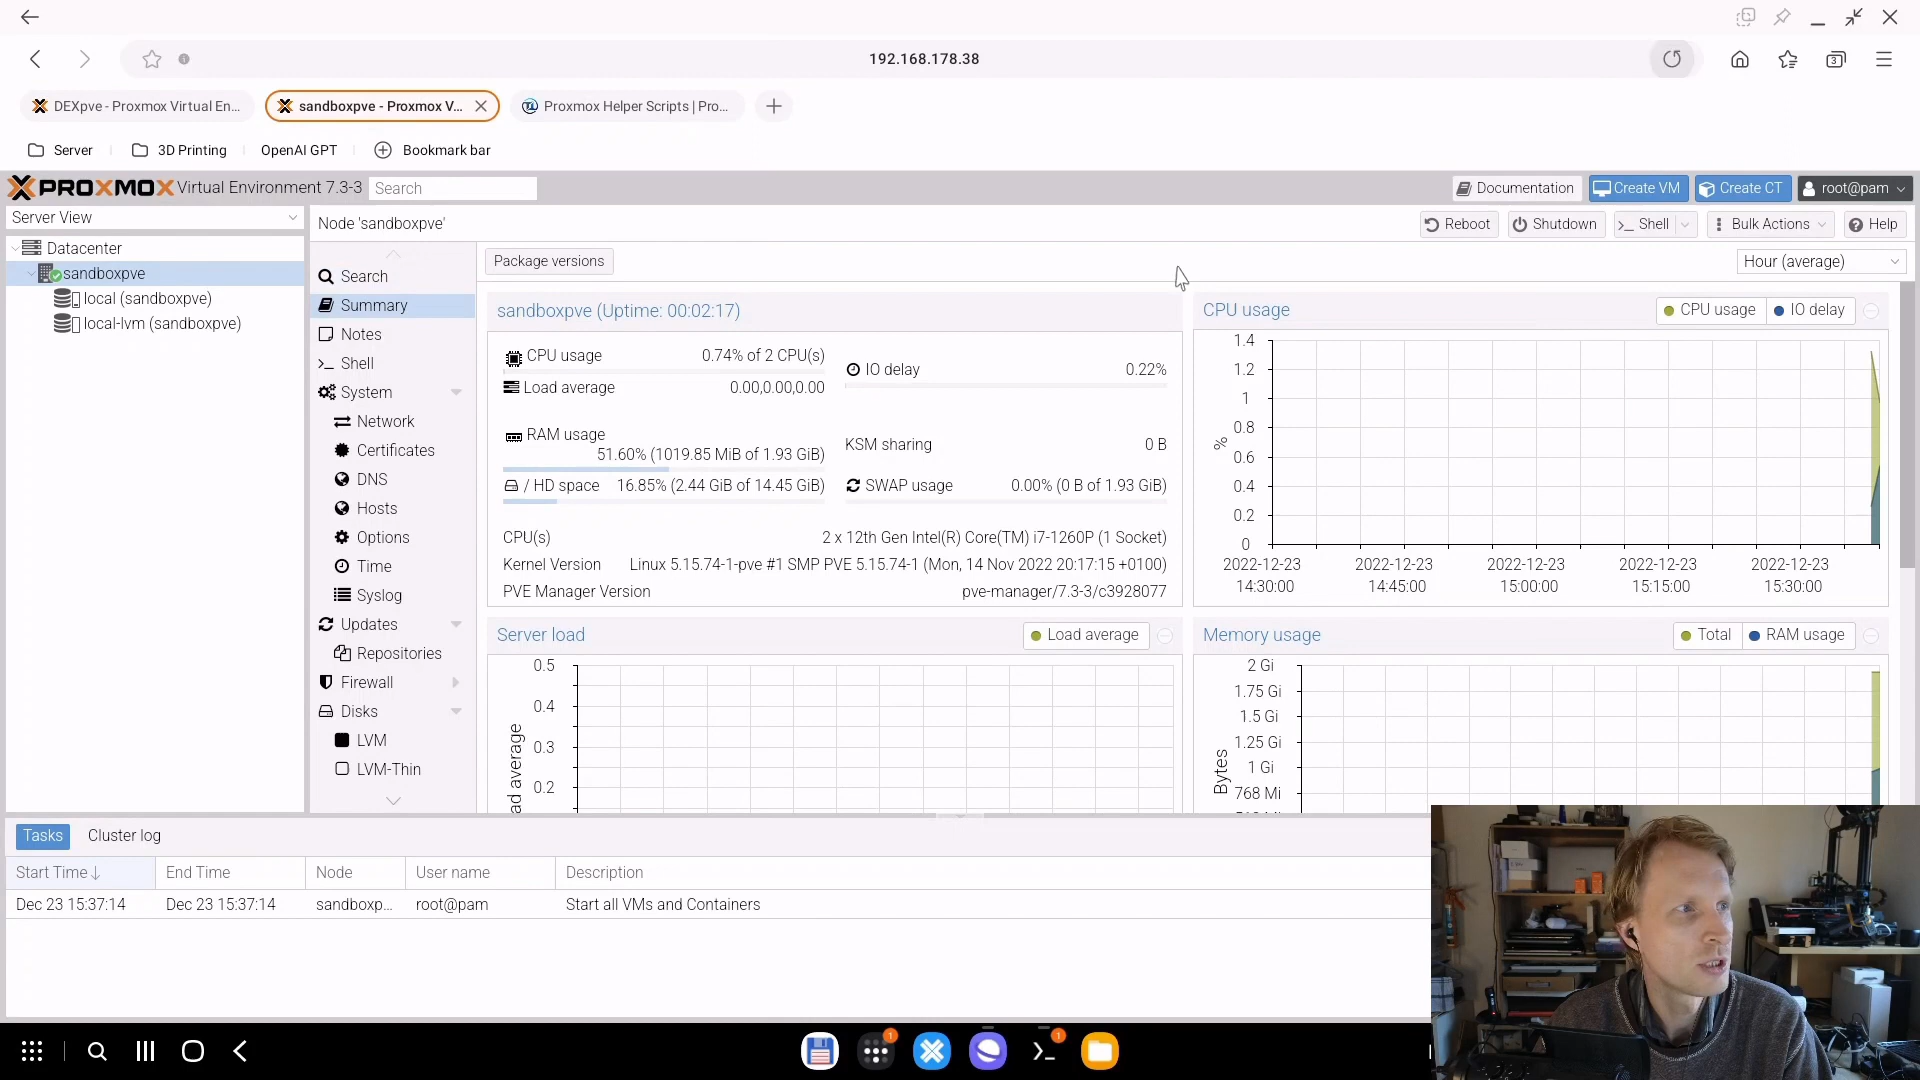 192.168.178.38
3
DEXpve - Proxmox Virtual En...
sandboxpve - Proxmox V...
Proxmox Helper Scripts | Pro...
Server
3D Printing
OpenAI GPT
Bookmark bar
PROXMOX Virtual Environment 7.3-3
Search
Documentation
Create VM
Create CT
root@pam
Server View
Datacenter
sandboxpve
local (sandboxpve)
local-lvm (sandboxpve)
Node 'sandboxpve'
Reboot
Shutdown
Shell
Bulk Actions
Help
Search
Summary
Notes
Shell
System
Network
Certificates
DNS
Hosts
Options
Time
Syslog
Updates
Repositories
Firewall
Disks
LVM
LVM-Thin
Package versions
Hour (average)
sandboxpve (Uptime: 00:02:17)
CPU usage 0.74% of 2 CPU(s)
Load average 0.00,0.00,0.00
IO delay 0.22%
RAM usage
51.60% (1019.85 MiB of 1.93 GiB)
KSM sharing 0 B
/ HD space 16.85% (2.44 GiB of 14.45 GiB)
SWAP usage 0.00% (0 B of 1.93 GiB)
CPU(s) 2 x 12th Gen Intel(R) Core(TM) i7-1260P (1 Socket)
Kernel Version Linux 5.15.74-1-pve #1 SMP PVE 5.15.74-1 (Mon, 14 Nov 2022 20:17:15 +0100)
PVE Manager Version pve-manager/7.3-3/c3928077
CPU usage
CPU usage
IO delay
1.4
1.2
1
0.8
0.6
0.4
0.2
0
%
2022-12-23 2022-12-23 2022-12-23 2022-12-23 2022-12-23
14:30:00 14:45:00 15:00:00 15:15:00 15:30:00
Server load
Load average
0.5
0.4
0.3
0.2
ad average
Memory usage
Total
RAM usage
2 Gi
1.75 Gi
1.5 Gi
1.25 Gi
1 Gi
768 Mi
Bytes
Tasks
Cluster log
Start Time End Time Node User name Description
Dec 23 15:37:14 Dec 23 15:37:14 sandboxp... root@pam Start all VMs and Containers
1
1